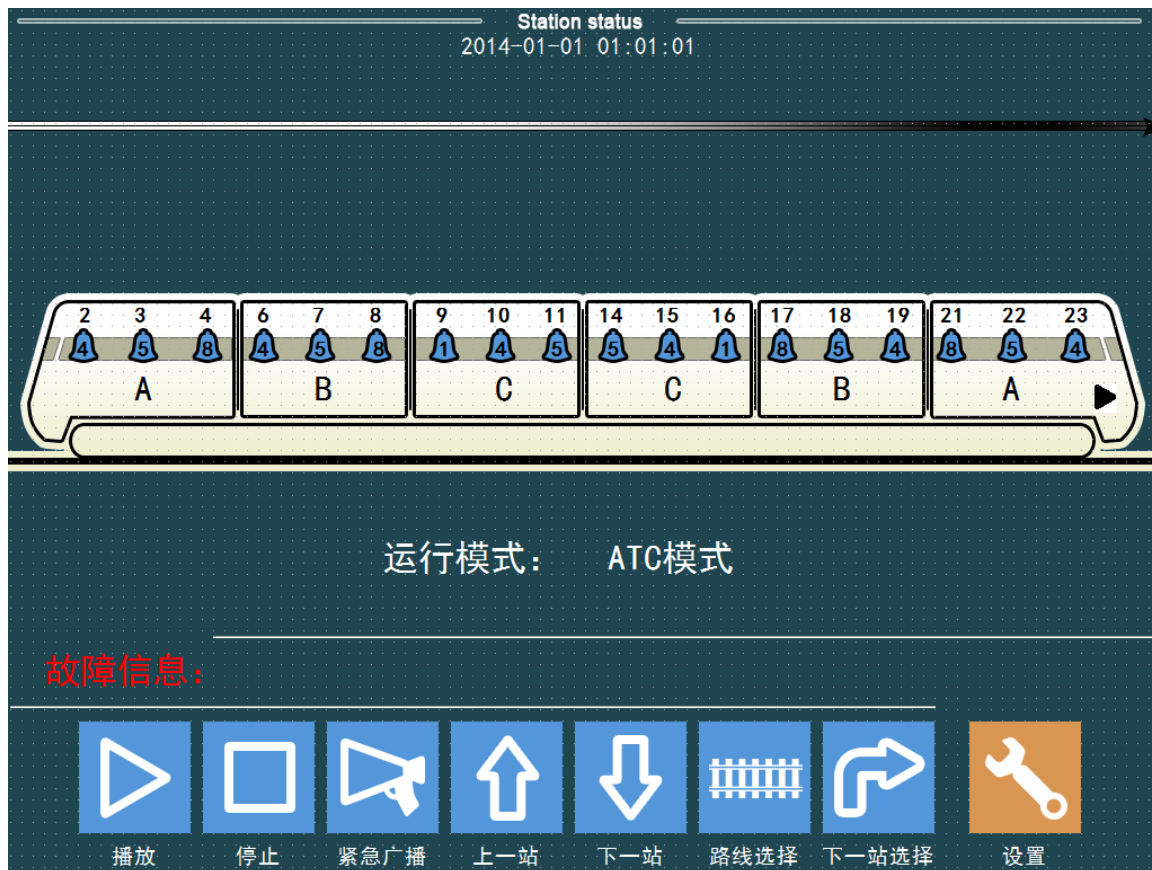 Station status
2014-01-01 01:01:01
2 3 4 6 7 8 9 10 11 14 15 16 17 18 19 21 22 23
4 5 8 4 5 8 1 4 5 5 4 1 8 5 4 8 5 4
A B C C B A
运行模式： ATC模式
故障信息：
播放 停止 紧急广播 上一站 下一站 路线选择 下一站选择 设置